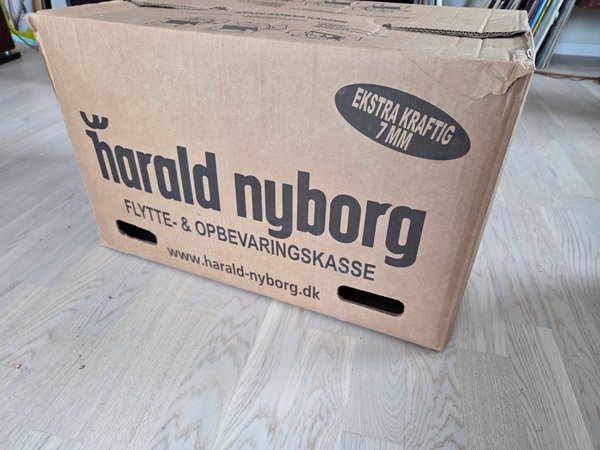 EKSTRA KRAFTIG
7 MM
harald nyborg
FLYTTE- & OPBEVARINGSKASSE
www.harald-nyborg.dk